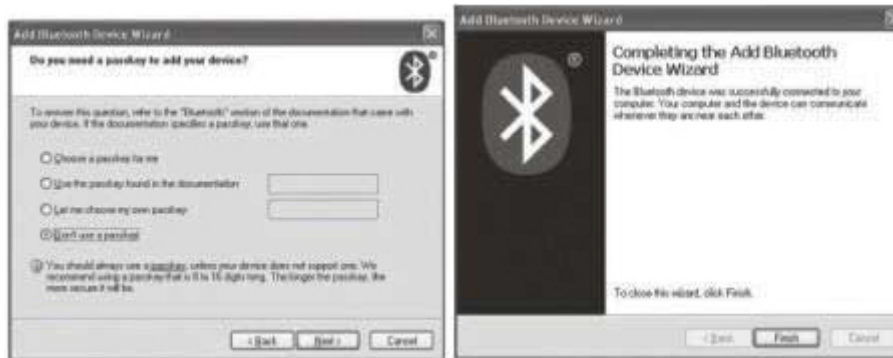 Add Bluetooth Device Wizard
Do you need a passkey to add your device?
To answer this question, refer to the "Bluetooth" section of the documentation that came with
your device. If the documentation specifies a passkey, use that one.
Choose a passkey for me
Use the passkey found in the documentation:
Let me choose my own passkey:
Don't use a passkey
You should always use a passkey, unless your device does not support one. We
recommend using a passkey that is 8 to 16 digits long. The longer the passkey, the
more secure it will be.
< Back
Next >
Cancel
Add Bluetooth Device Wizard
Completing the Add Bluetooth
Device Wizard
The Bluetooth device was successfully connected to your
computer. Your computer and the device can communicate
whenever they are near each other.
To close this wizard, click Finish.
< Back
Finish
Cancel